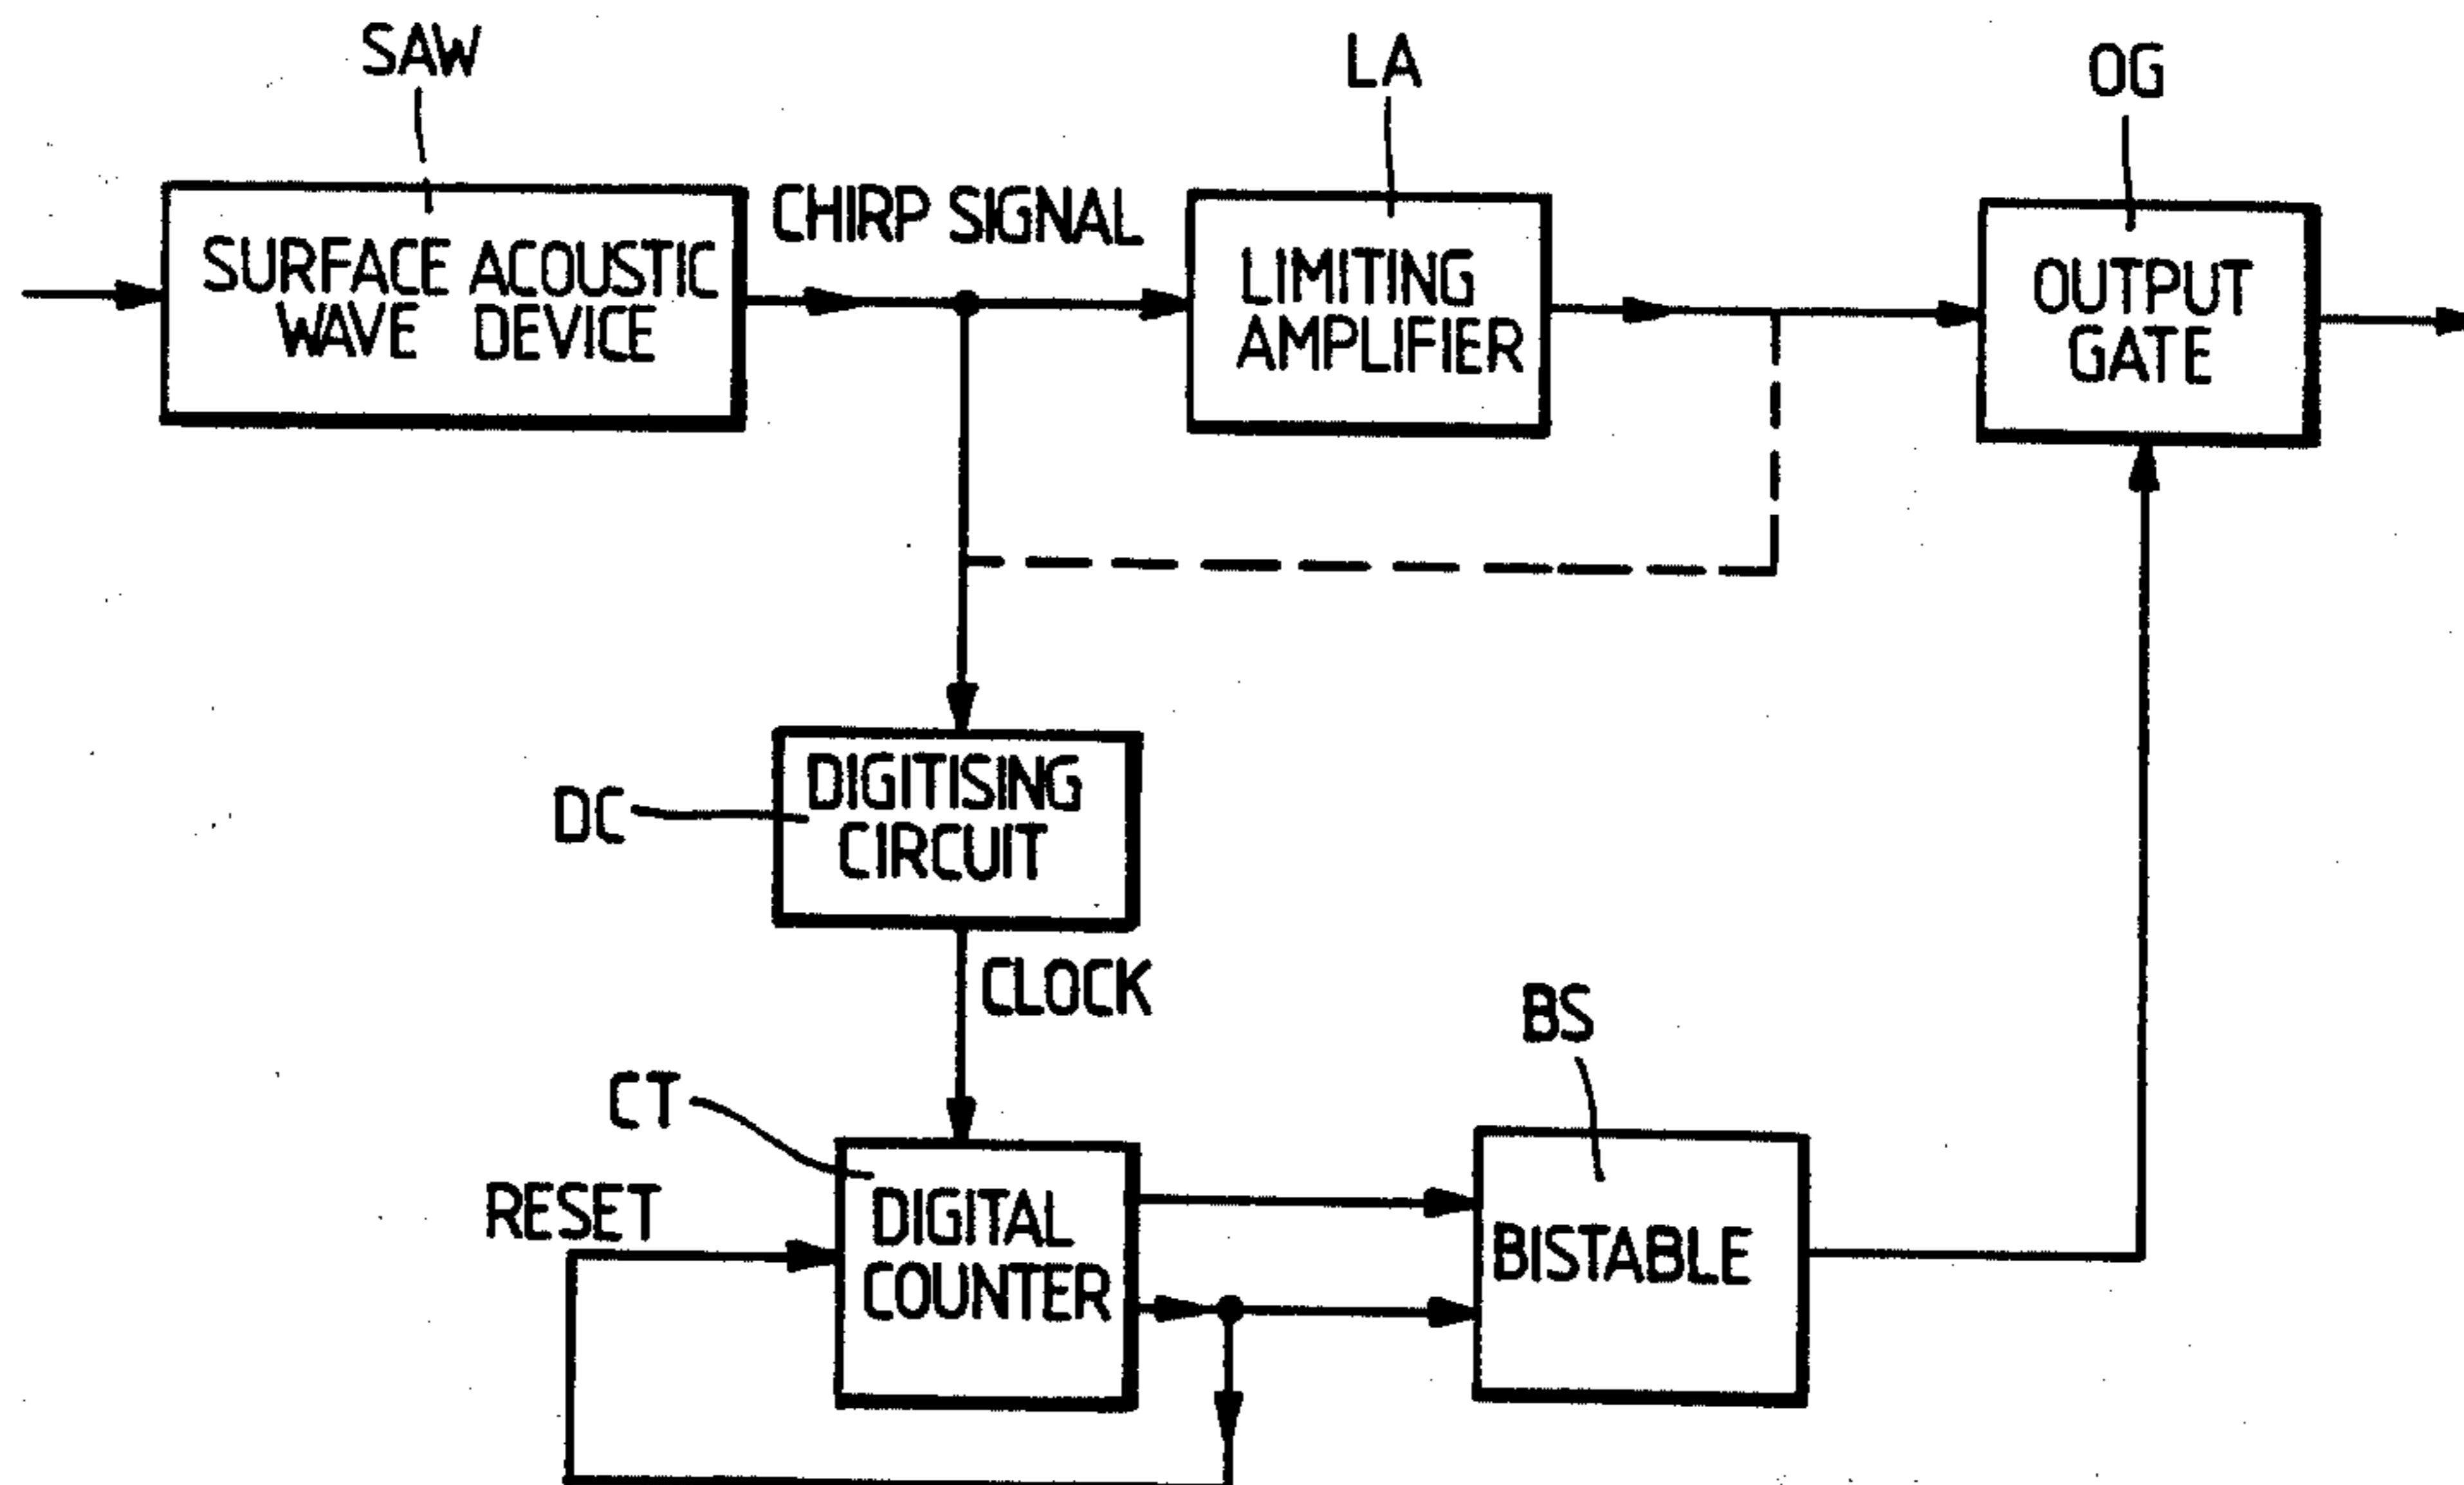 SAW
LA
OG
SURFACE ACOUSTIC
WAVE DEVICE
CHIRP SIGNAL
LIMITING
AMPLIFIER
OUTPUT
GATE
DC
DIGITISING
CIRCUIT
CLOCK
BS
CT
RESET
DIGITAL
COUNTER
BISTABLE